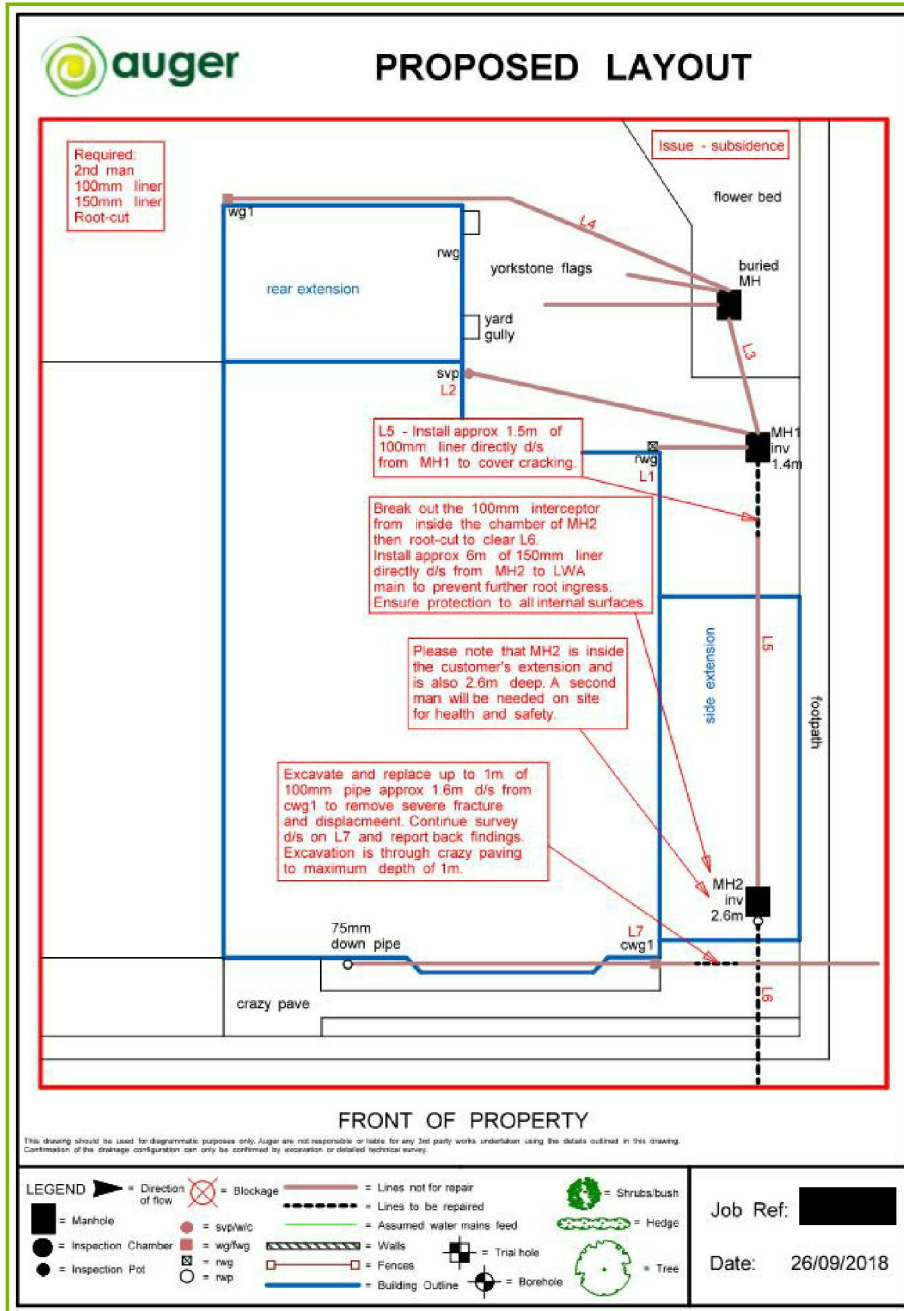 auger
PROPOSED LAYOUT
Required:
2nd man
100mm liner
150mm liner
Root-cut
Issue - subsidence
flower bed
wg1
L4
rwg
yorkstone flags
buried
MH
rear extension
yard
gully
L3
svp
L2
L5 - Install approx 1.5m of
100mm liner directly d/s
from MH1 to cover cracking.
MH1
inv
1.4m
rwg
L1
Break out the 100mm interceptor
from inside the chamber of MH2
then root-cut to clear L6.
Install approx 6m of 150mm liner
directly d/s from MH2 to LWA
main to prevent further root ingress.
Ensure protection to all internal surfaces.
L5
side extension
footpath
Please note that MH2 is inside
the customer's extension and
is also 2.6m deep. A second
man will be needed on site
for health and safety.
Excavate and replace up to 1m of
100mm pipe approx 1.6m d/s from
cwg1 to remove severe fracture
and displacmeent. Continue survey
d/s on L7 and report back findings.
Excavation is through crazy paving
to maximum depth of 1m.
MH2
inv
2.6m
75mm
down pipe
L7
cwg1
L6
crazy pave
FRONT OF PROPERTY
This drawing should be used for diagrammatic purposes only. Auger are not responsible or liable for any 3rd party works undertaken using the details outlined in this drawing.
Confirmation of the drainage configuration can only be confirmed by excavation or detailed technical survey.
LEGEND
= Direction
of flow
= Blockage
= Lines not for repair
= Shrubs/bush
= Manhole
= svp/w/c
= Lines to be repaired
= Assumed water mains feed
= Hedge
= Inspection Chamber
= wg/fwg
= Walls
= Trial hole
= rwg
= Fences
= Tree
= Inspection Pot
= rwp
= Building Outline
= Borehole
Job Ref:
Date: 26/09/2018